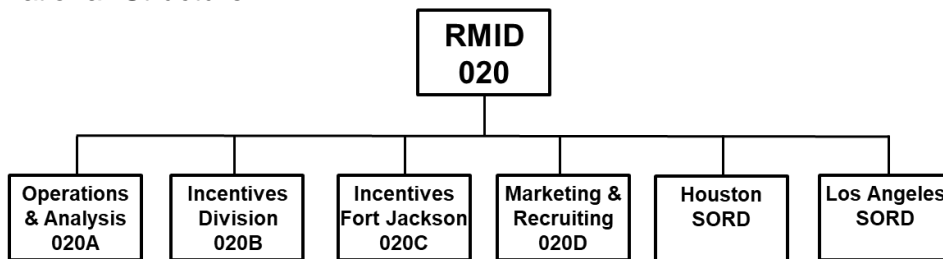 RMID
020
Operations
& Analysis
020A
Incentives
Division
020B
Incentives
Fort Jackson
020C
Marketing &
Recruiting
020D
Houston
SORD
Los Angeles
SORD